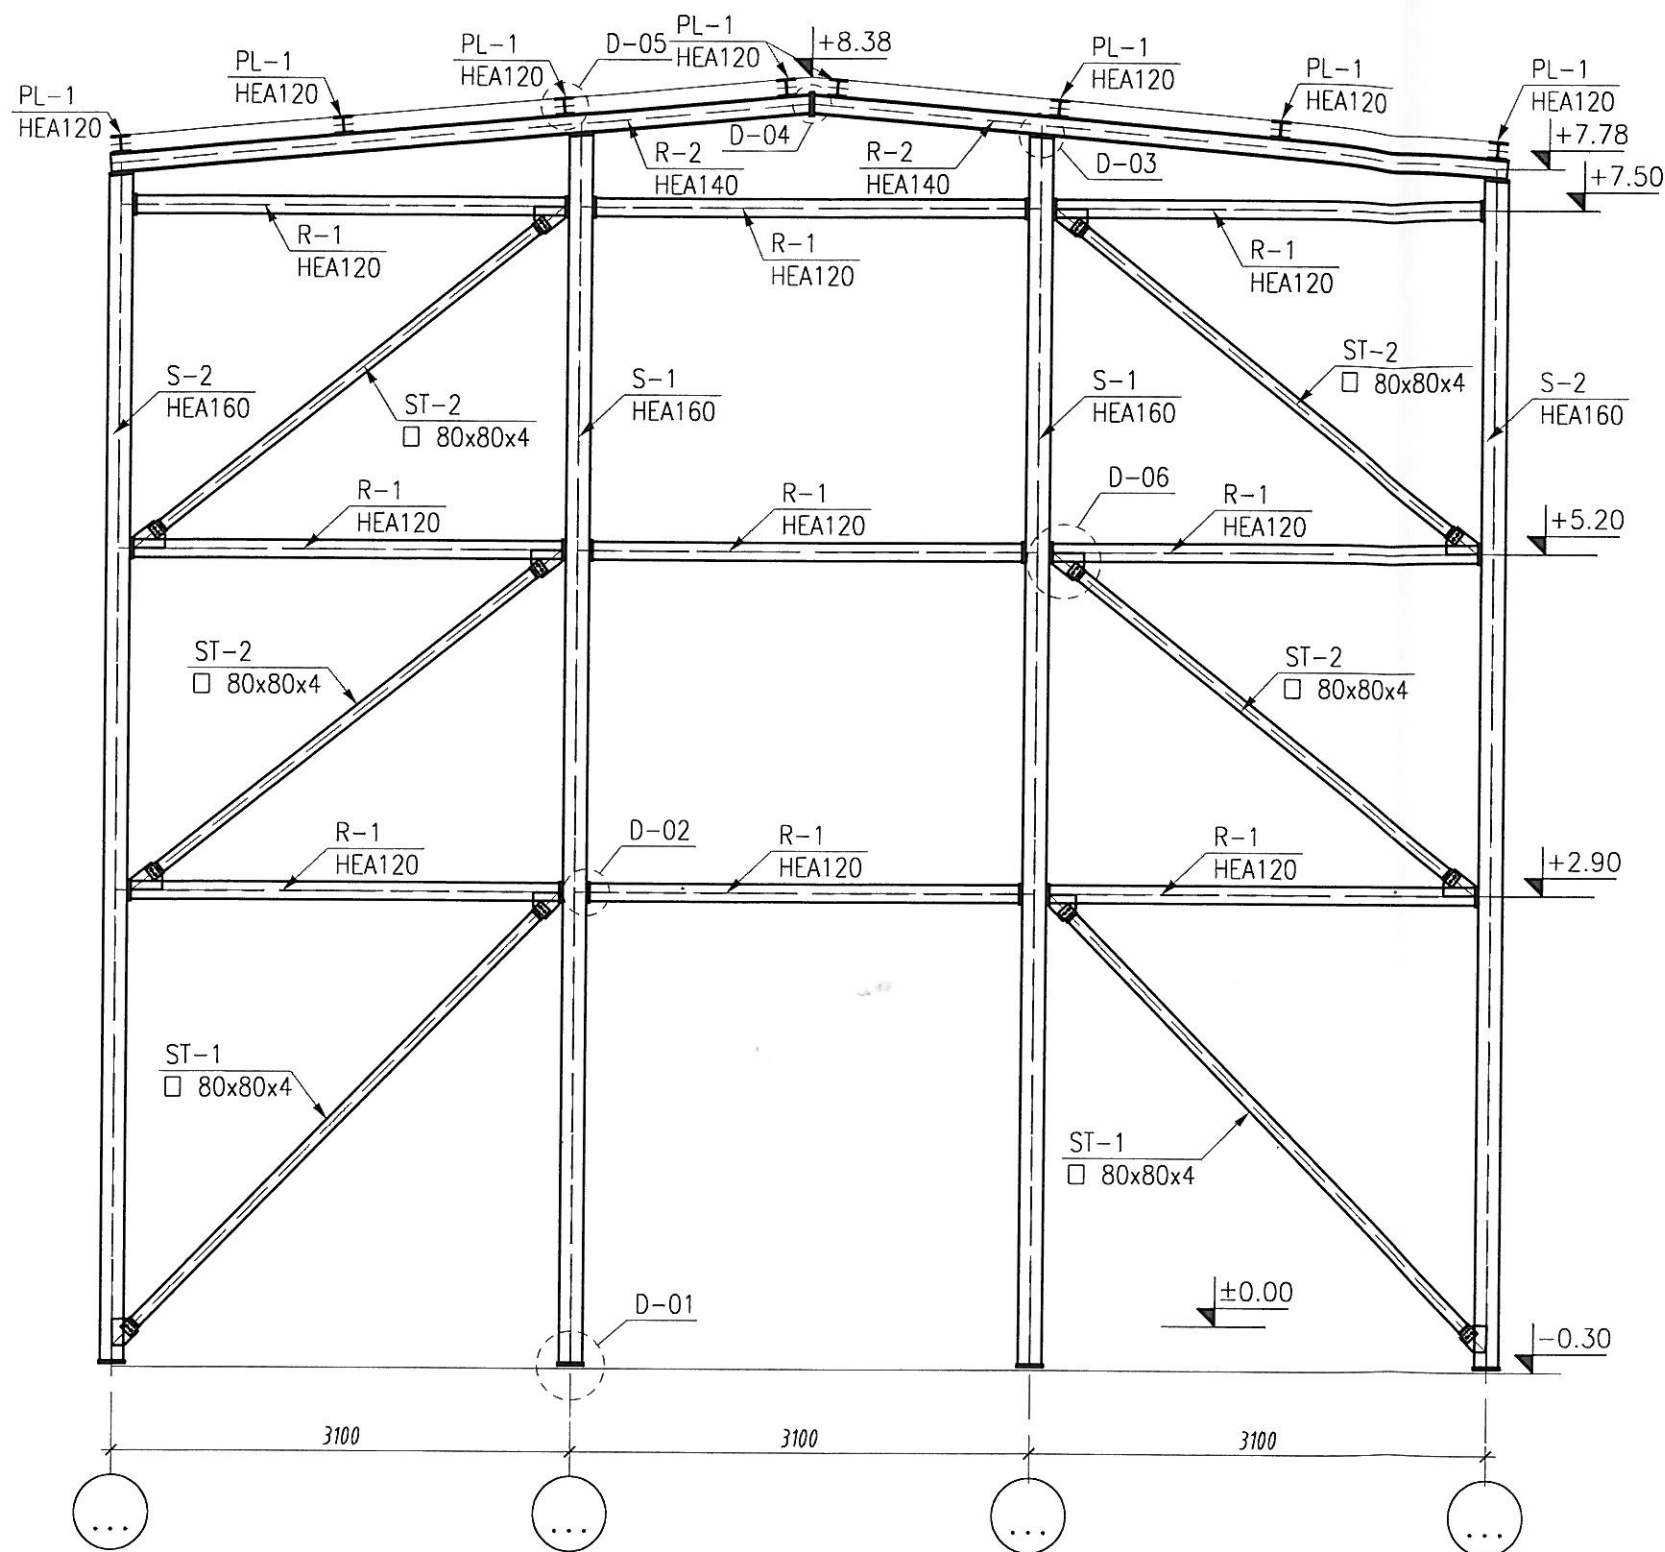 PL-1
HEA120
PL-1
HEA120
PL-1
HEA120
D-05
PL-1
HEA120
+8.38
PL-1
HEA120
PL-1
HEA120
PL-1
HEA120
+7.78
+7.50
R-2
HEA140
D-04
R-2
HEA140
D-03
R-1
HEA120
R-1
HEA120
R-1
HEA120
S-2
HEA160
ST-2
□ 80x80x4
S-1
HEA160
S-1
HEA160
ST-2
□ 80x80x4
S-2
HEA160
R-1
HEA120
R-1
HEA120
D-06
R-1
HEA120
+5.20
ST-2
□ 80x80x4
ST-2
□ 80x80x4
R-1
HEA120
D-02
R-1
HEA120
R-1
HEA120
+2.90
ST-1
□ 80x80x4
ST-1
□ 80x80x4
D-01
±0.00
-0.30
3100
3100
3100
...
...
...
...